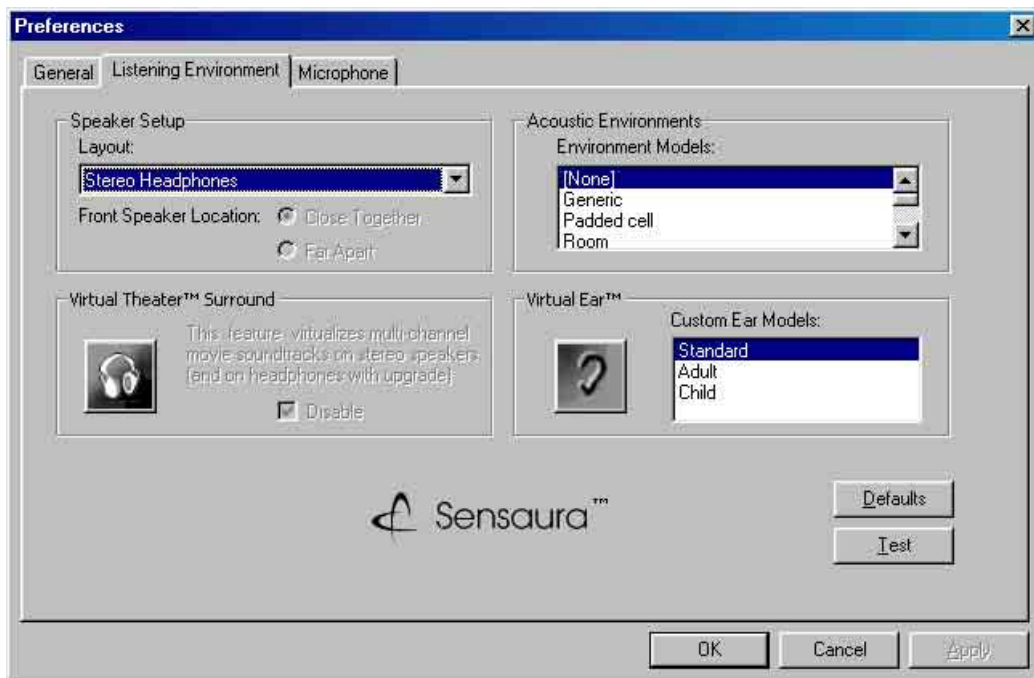 Preferences
General
Listening Environment
Microphone
Speaker Setup
Layout:
Stereo Headphones
Front Speaker Location:
Close Together
Far Apart
Acoustic Environments
Environment Models:
[None]
Generic
Padded cell
Room
Virtual Theater™ Surround
This feature virtualizes multi-channel
movie soundtracks on stereo speakers
(and on headphones with upgrade)
Disable
Virtual Ear™
Custom Ear Models:
Standard
Adult
Child
Sensaura™
Defaults
Test
OK
Cancel
Apply